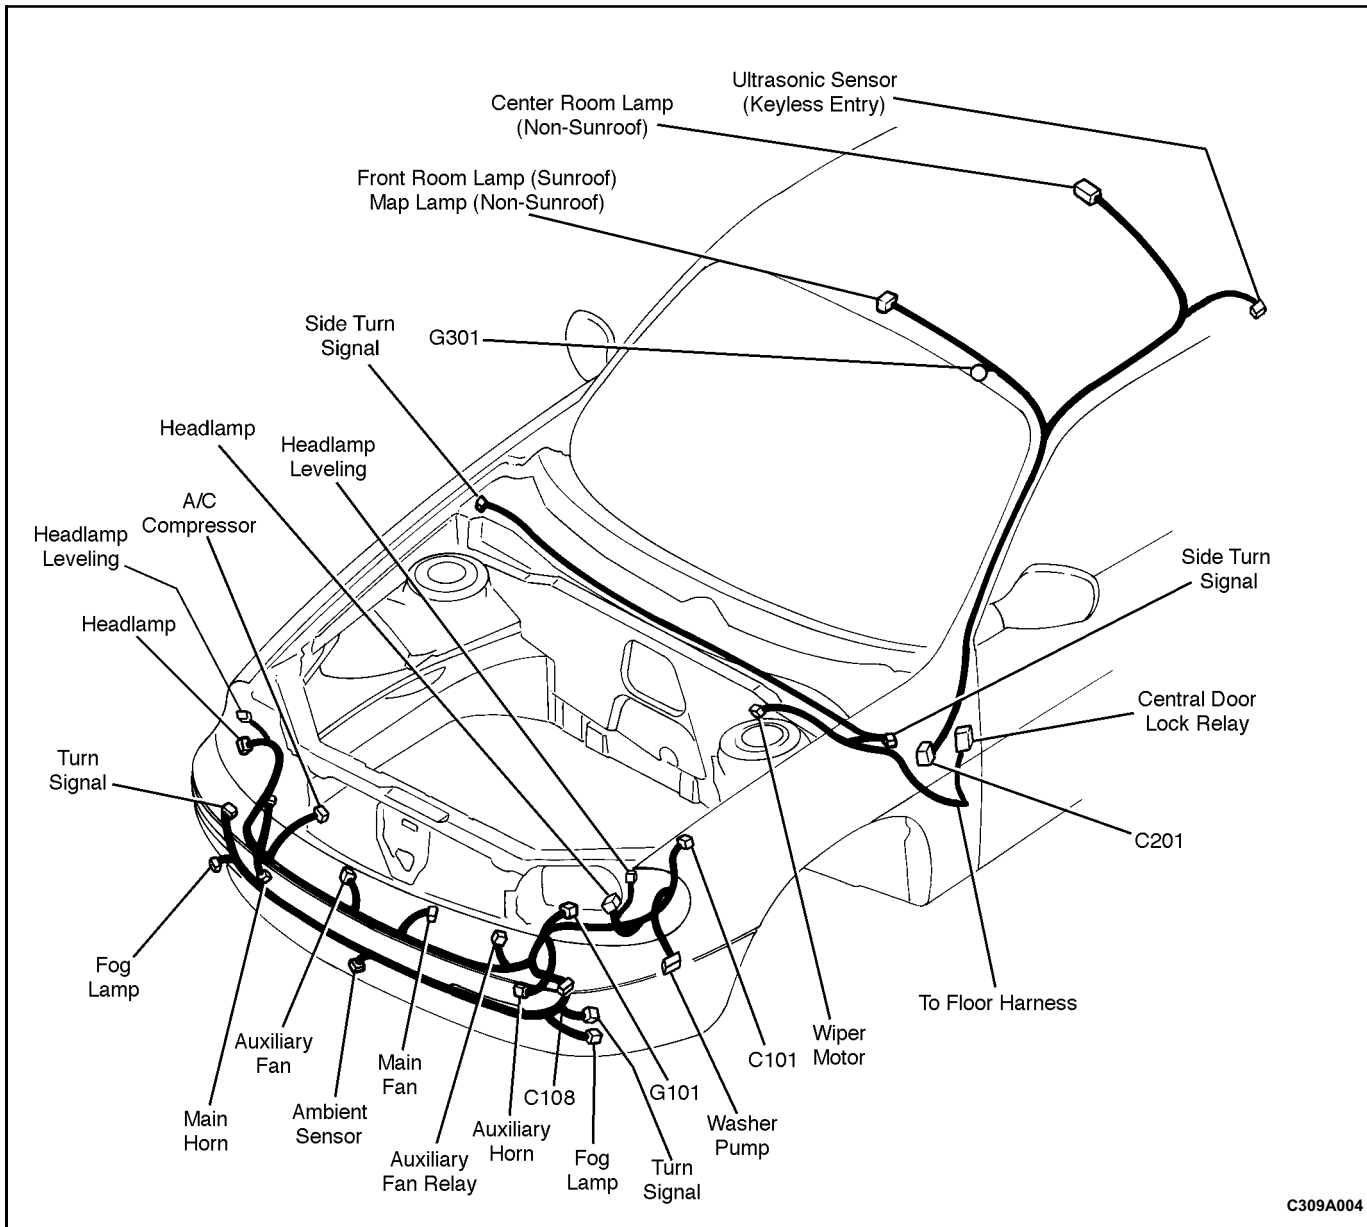 Ultrasonic Sensor
(Keyless Entry)
Center Room Lamp
(Non-Sunroof)
Front Room Lamp (Sunroof)
Map Lamp (Non-Sunroof)
Side Turn
Signal
G301
Headlamp
Headlamp
Leveling
A/C
Compressor
Headlamp
Leveling
Headlamp
Turn
Signal
Side Turn
Signal
Central Door
Lock Relay
C201
To Floor Harness
Wiper
Motor
C101
Washer
Pump
G101
Turn
Signal
Fog
Lamp
C108
Auxiliary
Horn
Auxiliary
Fan Relay
Main
Fan
Ambient
Sensor
Auxiliary
Fan
Main
Horn
Fog
Lamp
C309A004